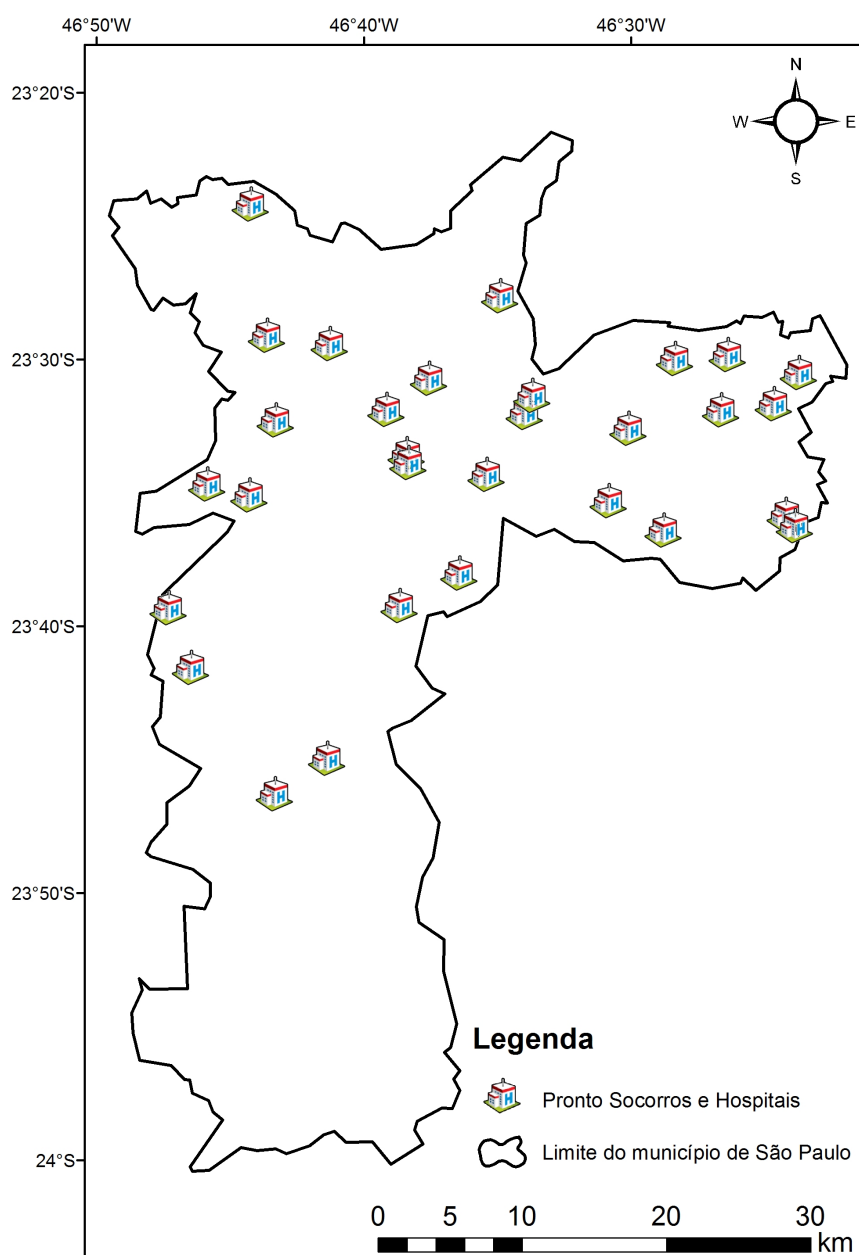 46°50'W 46°40'W 46°30'W
23°20'S
N
W E
S
23°30'S
23°40'S
23°50'S
24°S
Legenda
H Pronto Socorros e Hospitais
Limite do município de São Paulo
0 5 10 20 30
km